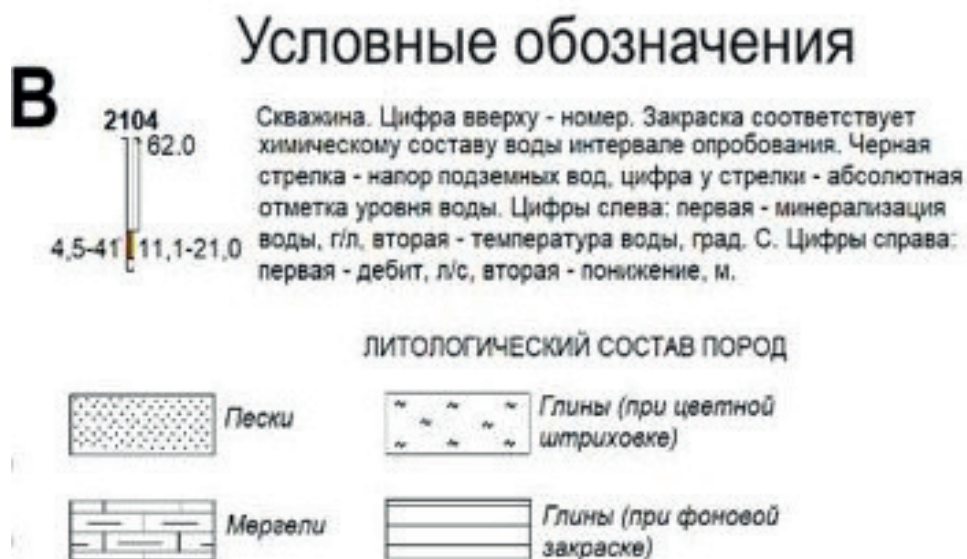 Условные обозначения
В
2104
62.0
4,5-41 11,1-21,0
Скважина. Цифра вверху - номер. Закраска соответствует
химическому составу воды интервале опробования. Черная
стрелка - напор подземных вод, цифра у стрелки - абсолютная
отметка уровня воды. Цифры слева: первая - минерализация
воды, г/л, вторая - температура воды, град. С. Цифры справа:
первая - дебит, л/с, вторая - понижение, м.
ЛИТОЛОГИЧЕСКИЙ СОСТАВ ПОРОД
Пески
Глины (при цветной
штриховке)
Мергели
Глины (при фоновой
закраске)